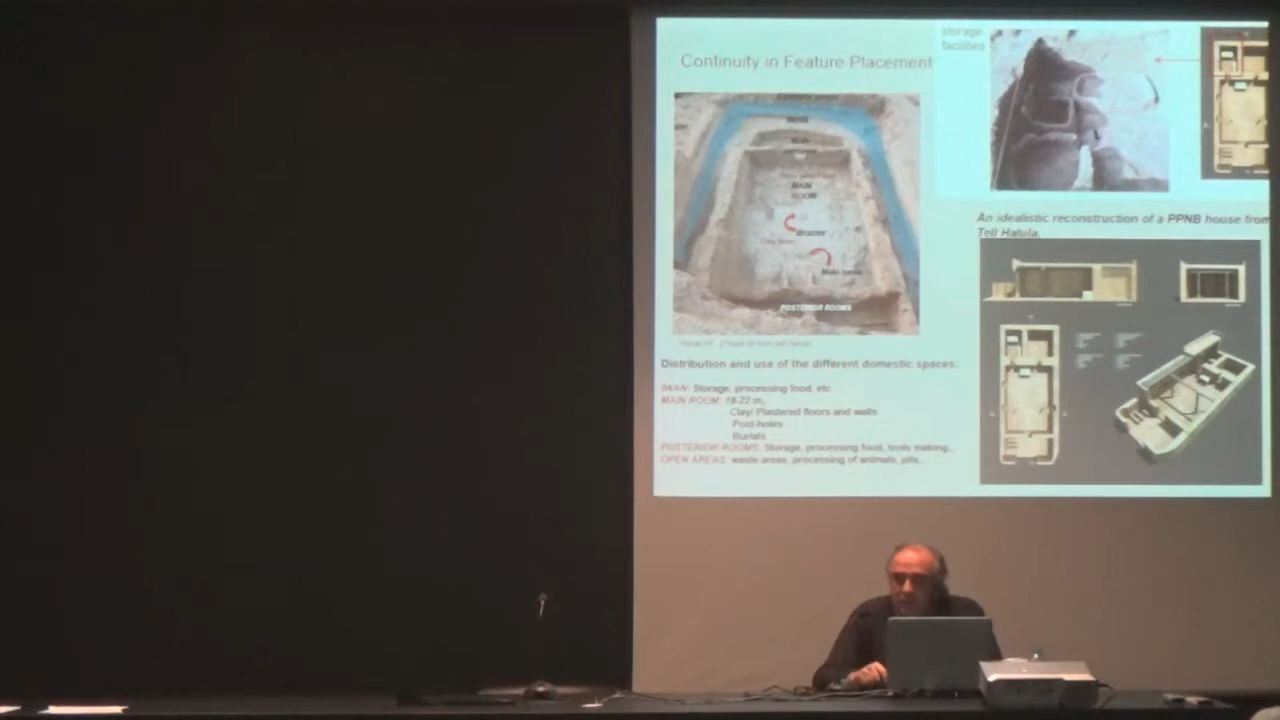 Continuity in Feature Placement
storage
facilities
IWAN
MAIN
ROOM
Brazier
POSTERIOR ROOMS
An idealistic reconstruction of a PPNB house from
Tell Halula.
Distribution and use of the different domestic spaces:
IWAN: Storage, processing food, etc
MAIN ROOM: 18-22 m,
Clay/ Plastered floors and walls
Post-holes
Burials
POSTERIOR ROOMS: Storage, processing food, tools making..
OPEN AREAS: waste areas, processing of animals, pits..